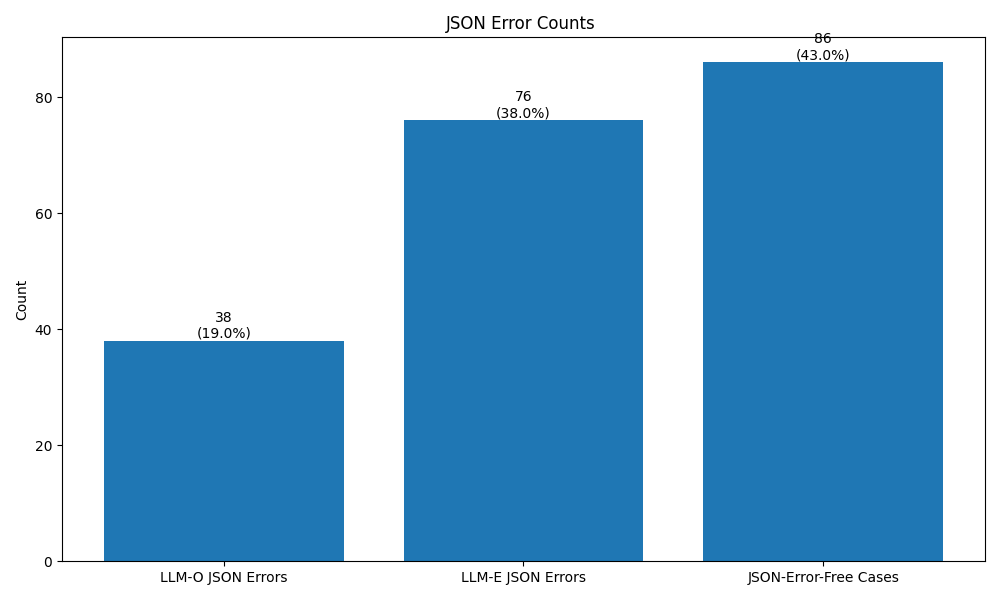 JSON Error Counts
86
(43.0%)
80
76
(38.0%)
60
Count
40
38
(19.0%)
20
0
LLM-O JSON Errors
LLM-E JSON Errors
JSON-Error-Free Cases